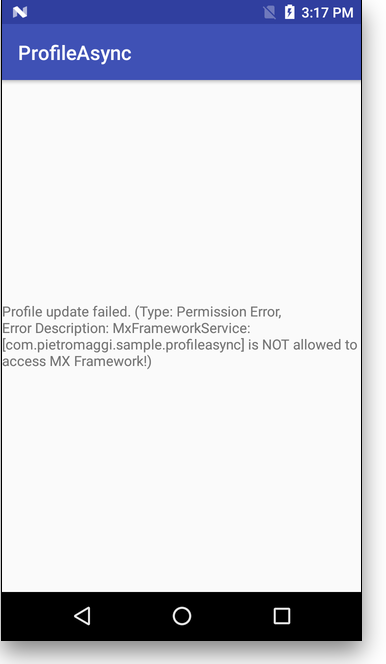 3:17 PM
ProfileAsync
Profile update failed. (Type: Permission Error,
Error Description: MxFrameworkService:
[com.pietromaggi.sample.profileasync] is NOT allowed to
access MX Framework!)